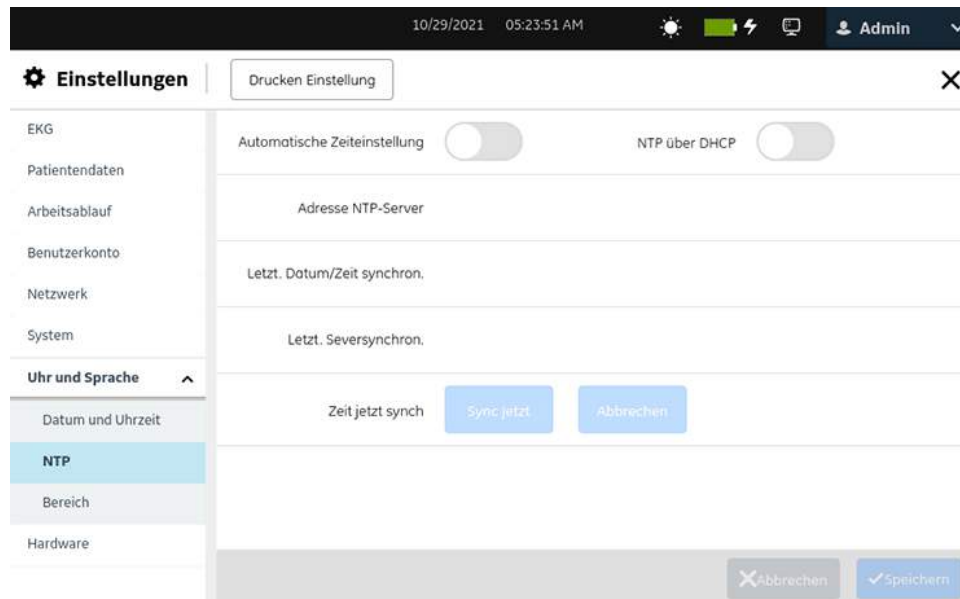 10/29/2021 05:23:51 AM Admin
Einstellungen Drucken Einstellung
EKG
Patientendaten
Arbeitsablauf
Benutzerkonto
Netzwerk
System
Uhr und Sprache
Datum und Uhrzeit
NTP
Bereich
Hardware
Automatische Zeiteinstellung NTP über DHCP
Adresse NTP-Server
Letzt. Datum/Zeit synchron.
Letzt. Seversynchron.
Zeit jetzt synch Sync jetzt Abbrechen
Abbrechen Speichern